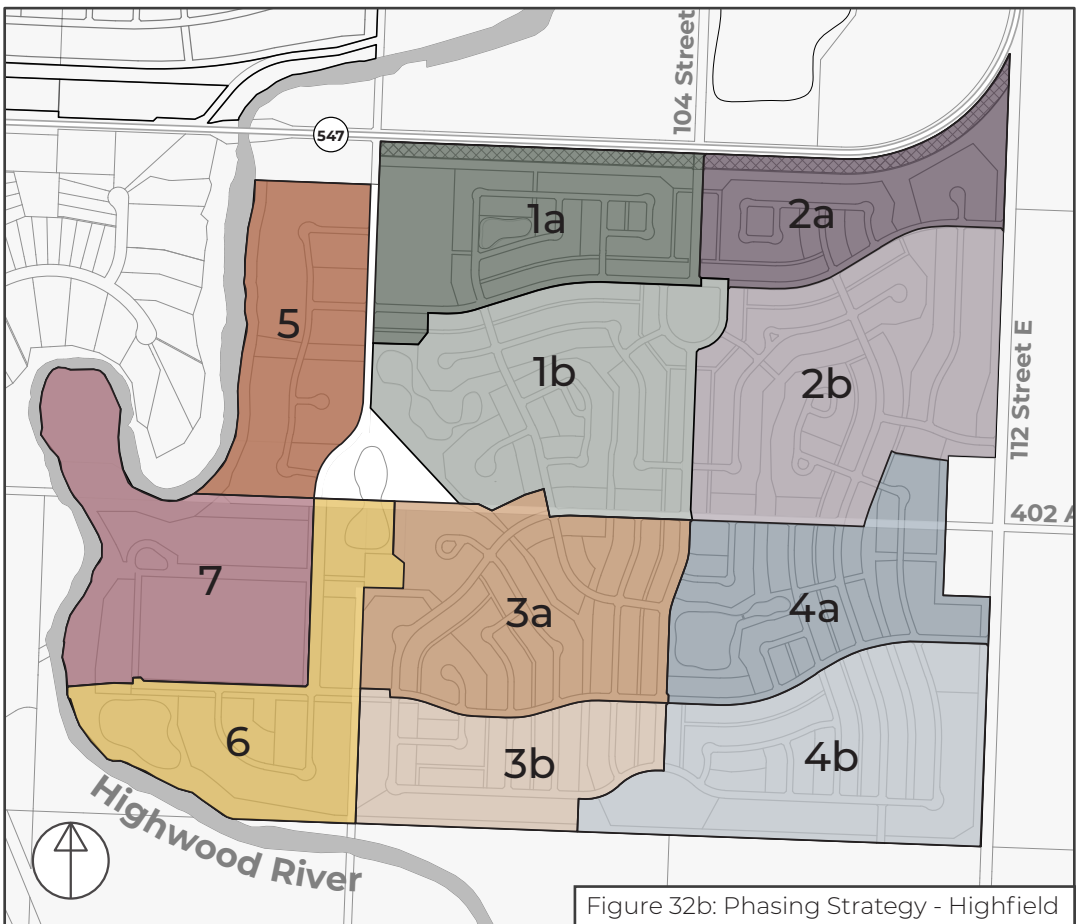 104 Street
547
1a
2a
5
1b
2b
112 Street E
402 A
7
3a
4a
6
3b
4b
Highwood River
Figure 32b: Phasing Strategy - Highfield